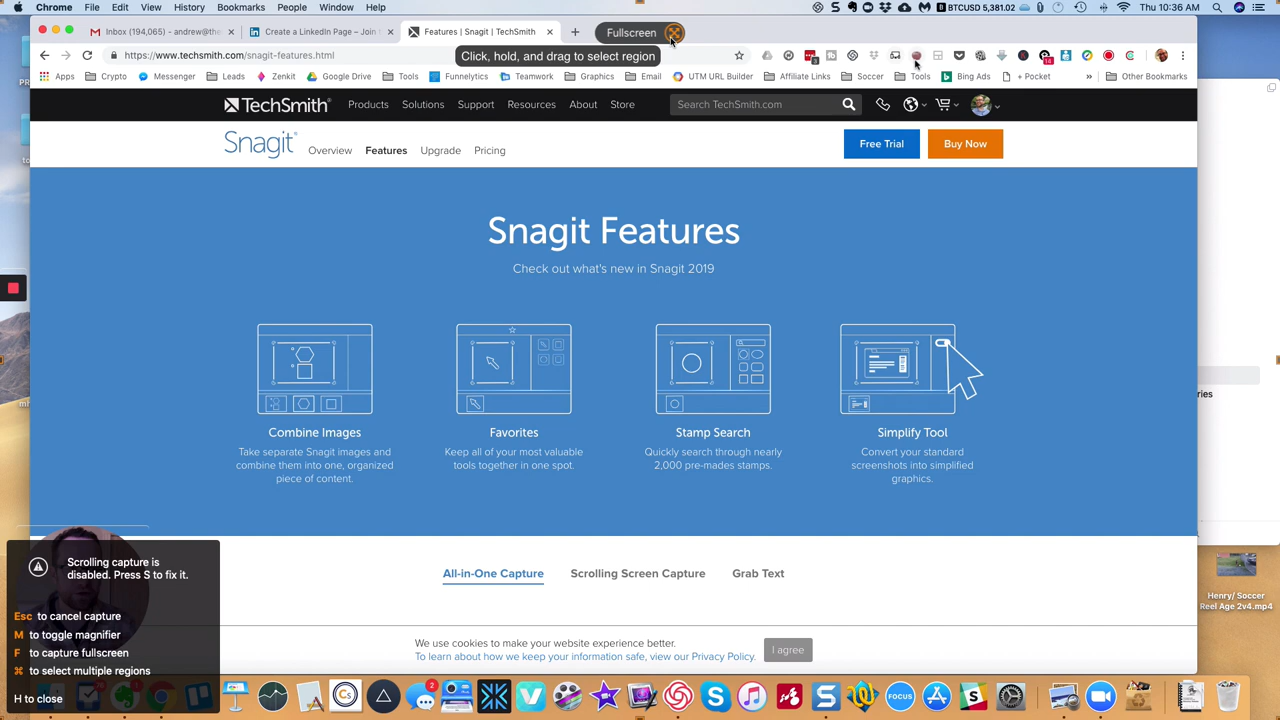 Chrome File Edit View History Bookmarks People Window Help
BTCUSD 5,381.02
10:36 AM
Inbox (194,065) - andrew@the
Create a LinkedIn Page – Join
Features | Snagit | TechSmith
Fullscreen
https://www.techsmith.com/snagit-features.html
Click, hold, and drag to select region
3
14
Apps Crypto Messenger Leads Zenkit Google Drive Tools Funnelytics Teamwork Graphics Email UTM URL Builder Affiliate Links Soccer Tools Bing Ads + Pocket » Other Bookmarks
TechSmith Products Solutions Support Resources About Store Search TechSmith.com
Snagit Overview Features Upgrade Pricing Free Trial Buy Now
Snagit Features
Check out what's new in Snagit 2019
Combine Images
Take separate Snagit images and
combine them into one, organized
piece of content.
Favorites
Keep all of your most valuable
tools together in one spot.
Stamp Search
Quickly search through nearly
2,000 pre-mades stamps.
Simplify Tool
Convert your standard
screenshots into simplified
graphics.
ries
All-in-One Capture Scrolling Screen Capture Grab Text
Scrolling capture is
disabled. Press S to fix it.
Esc to cancel capture
M to toggle magnifier
F to capture fullscreen
⌘ to select multiple regions
H to close
We use cookies to make your website experience better.
To learn about how we keep your information safe, view our Privacy Policy.
I agree
Henry/ Soccer
Reel Age 2v4.mp4
2
FOCUS